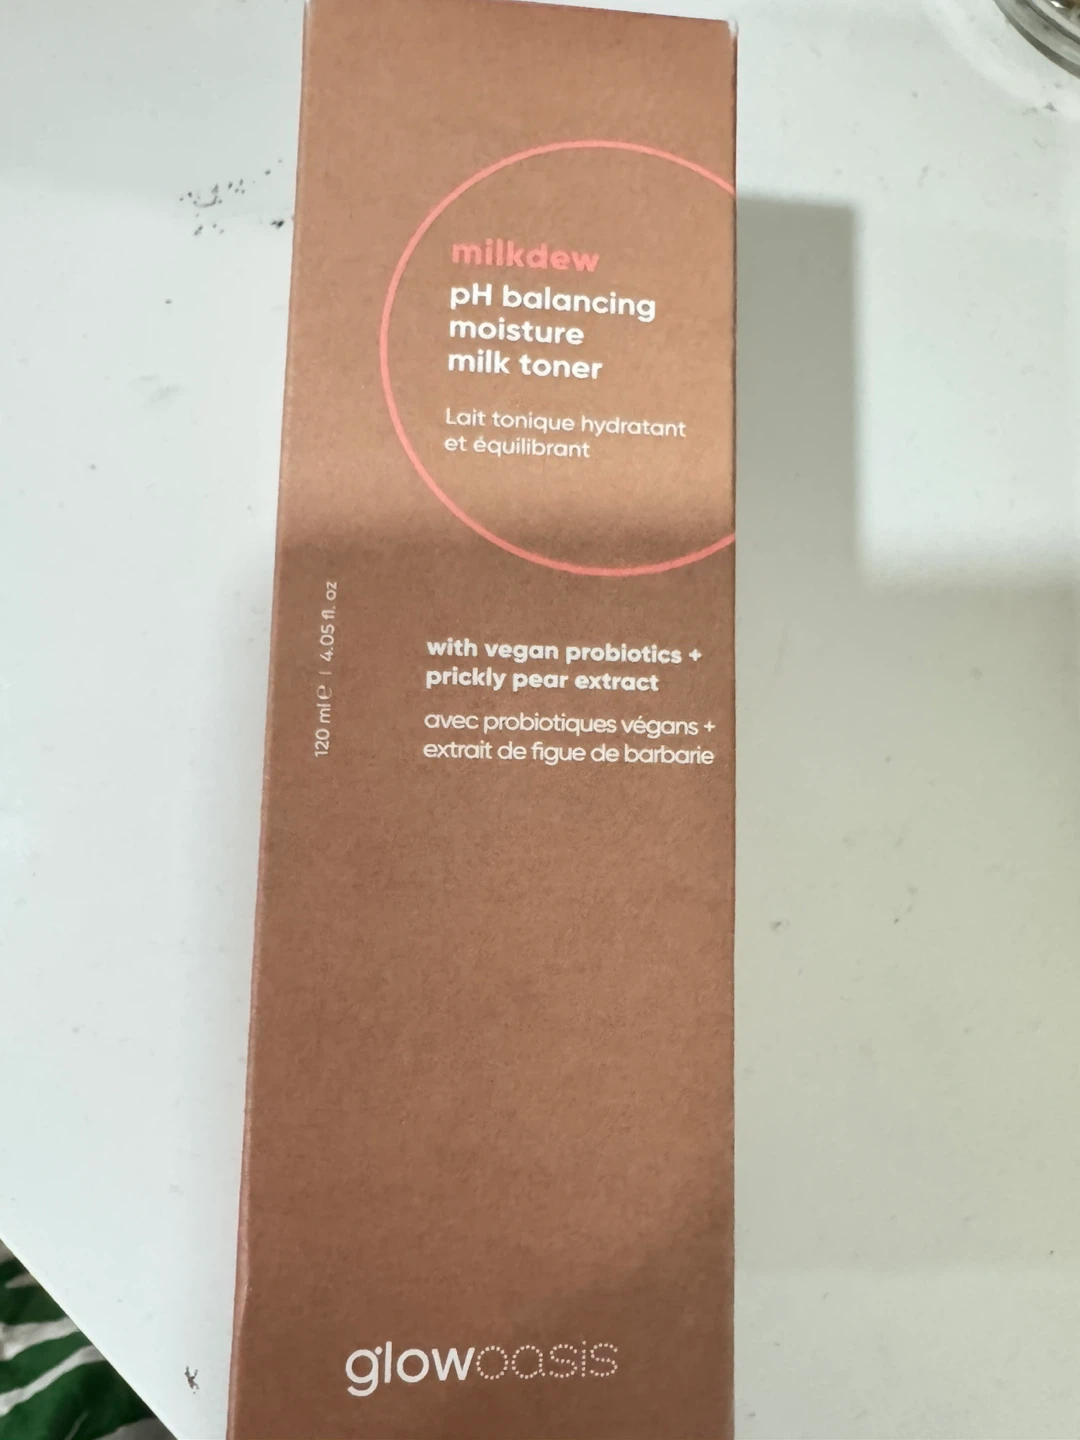 milkdew
pH balancing
moisture
milk toner
Lait tonique hydratant
et équilibrant
120 ml ℮ | 4.05 fl. oz
with vegan probiotics +
prickly pear extract
avec probiotiques végans +
extrait de figue de barbarie
glowoasis